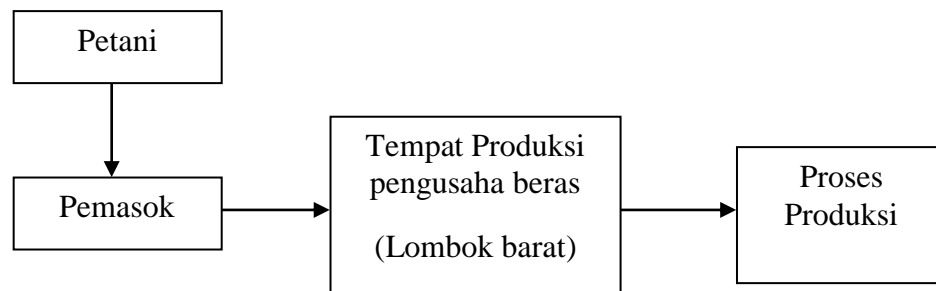 Petani
Pemasok
Tempat Produksi
pengusaha beras
(Lombok barat)
Proses
Produksi